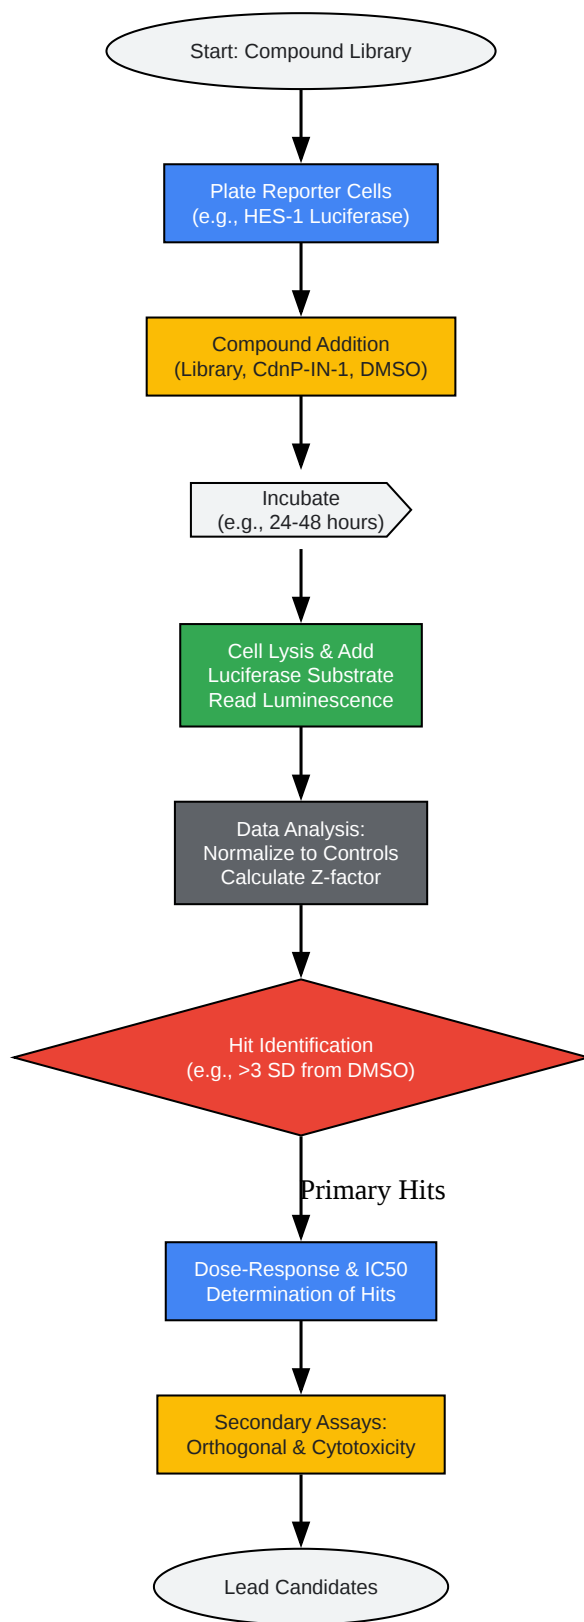 Start: Compound Library
Plate Reporter Cells
(e.g., HES-1 Luciferase)
Compound Addition
(Library, CdnP-IN-1, DMSO)
Incubate
(e.g., 24-48 hours)
Cell Lysis & Add
Luciferase Substrate
Read Luminescence
Data Analysis:
Normalize to Controls
Calculate Z-factor
Hit Identification
(e.g., >3 SD from DMSO)
Primary Hits
Dose-Response & IC50
Determination of Hits
Secondary Assays:
Orthogonal & Cytotoxicity
Lead Candidates